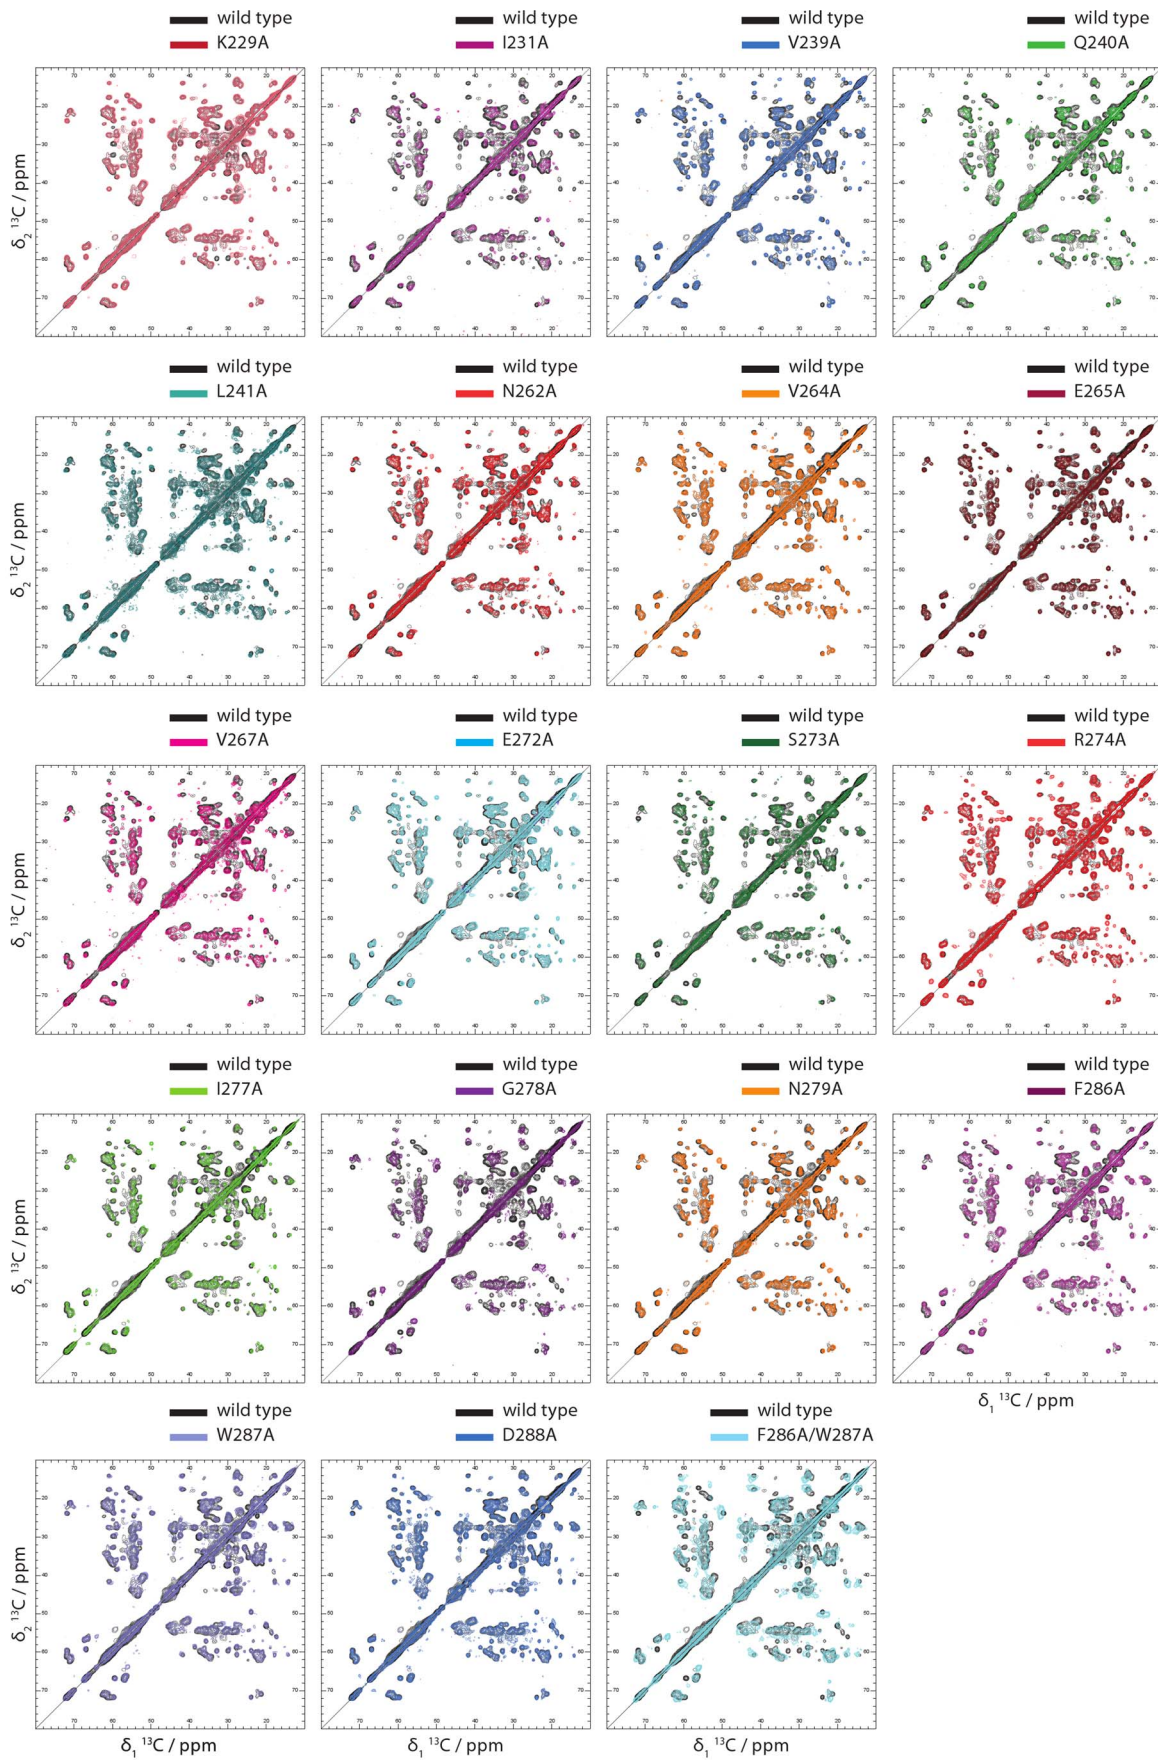 wild type wild type wild type wild type
K229A I231A V239A Q240A
δ₂ ¹³C / ppm
wild type wild type wild type wild type
L241A N262A V264A E265A
δ₂ ¹³C / ppm
wild type wild type wild type wild type
V267A E272A S273A R274A
δ₂ ¹³C / ppm
wild type wild type wild type wild type
I277A G278A N279A F286A
δ₂ ¹³C / ppm
δ₁ ¹³C / ppm
wild type wild type wild type
W287A D288A F286A/W287A
δ₂ ¹³C / ppm
δ₁ ¹³C / ppm δ₁ ¹³C / ppm δ₁ ¹³C / ppm